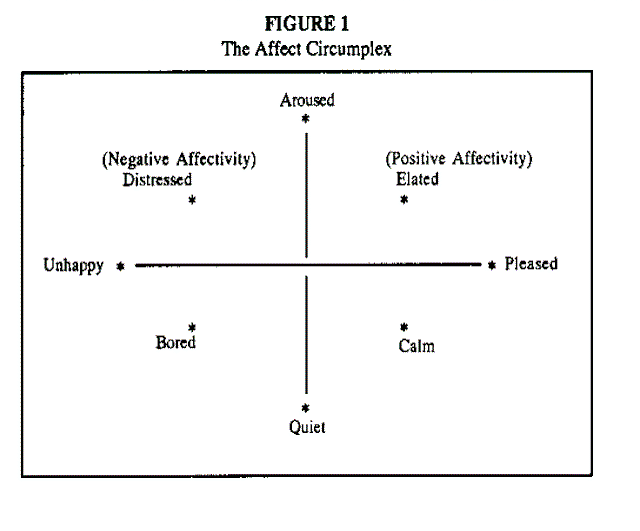 FIGURE 1
The Affect Circumplex
Aroused
*
(Negative Affectivity)
Distressed
*
(Positive Affectivity)
Elated
*
Unhappy *
* Pleased
*
Bored
*
Calm
*
Quiet